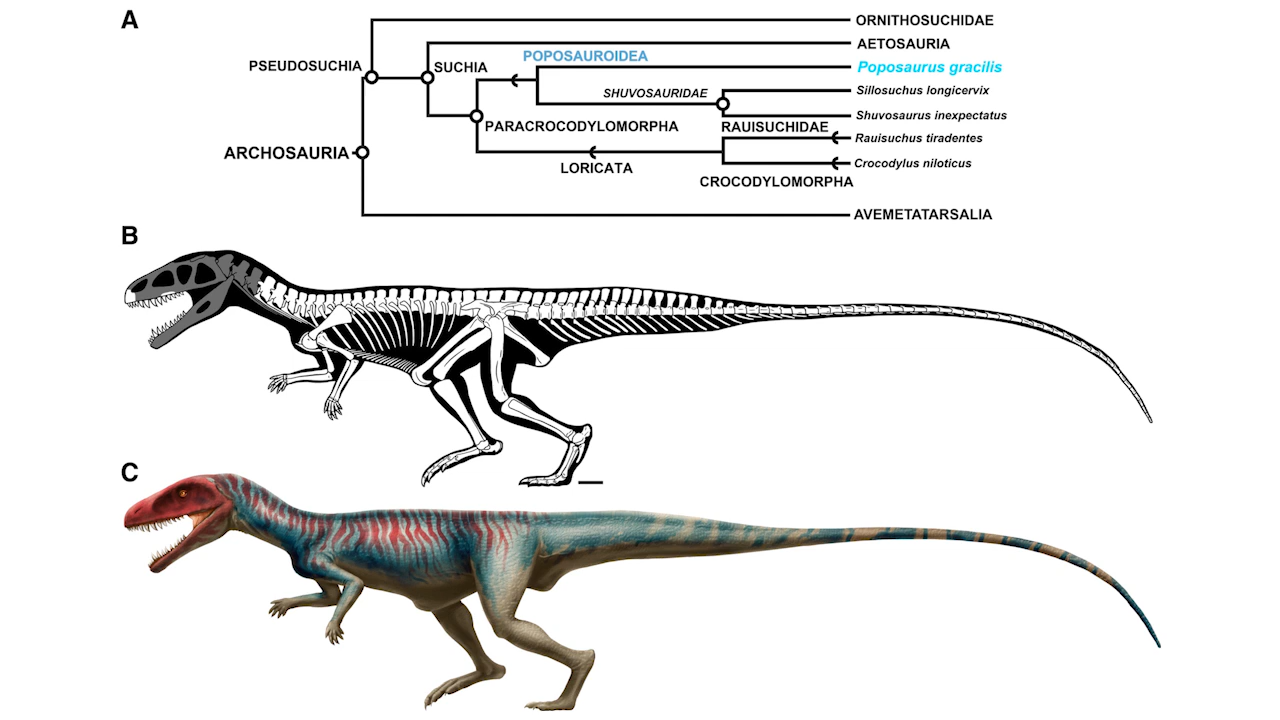 A
ORNITHOSUCHIDAE
AETOSAURIA
POPOSAUROIDEA
PSEUDOSUCHIA
SUCHIA
Poposaurus gracilis
SHUVOSAURIDAE
Sillosuchus longicervix
Shuvosaurus inexpectatus
PARACROCODYLOMORPHA
RAUISUCHIDAE
Rauisuchus tiradentes
ARCHOSAURIA
LORICATA
Crocodylus niloticus
CROCODYLOMORPHA
AVEMETATARSALIA
B
C